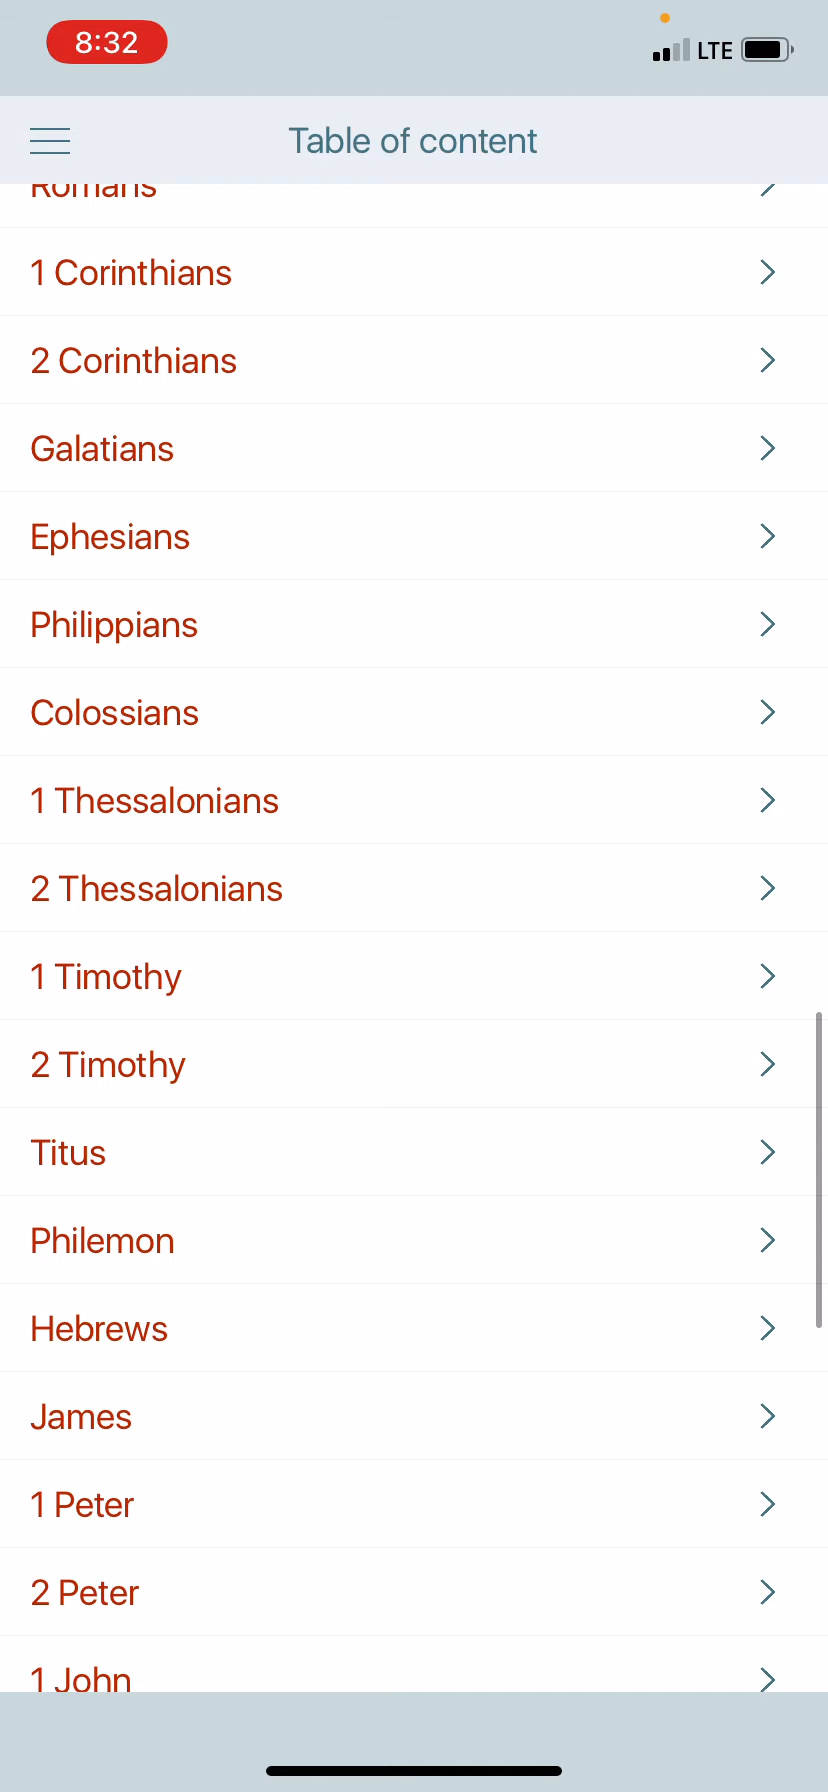 8:32
LTE
Table of content
Romans
1 Corinthians
2 Corinthians
Galatians
Ephesians
Philippians
Colossians
1 Thessalonians
2 Thessalonians
1 Timothy
2 Timothy
Titus
Philemon
Hebrews
James
1 Peter
2 Peter
1 John